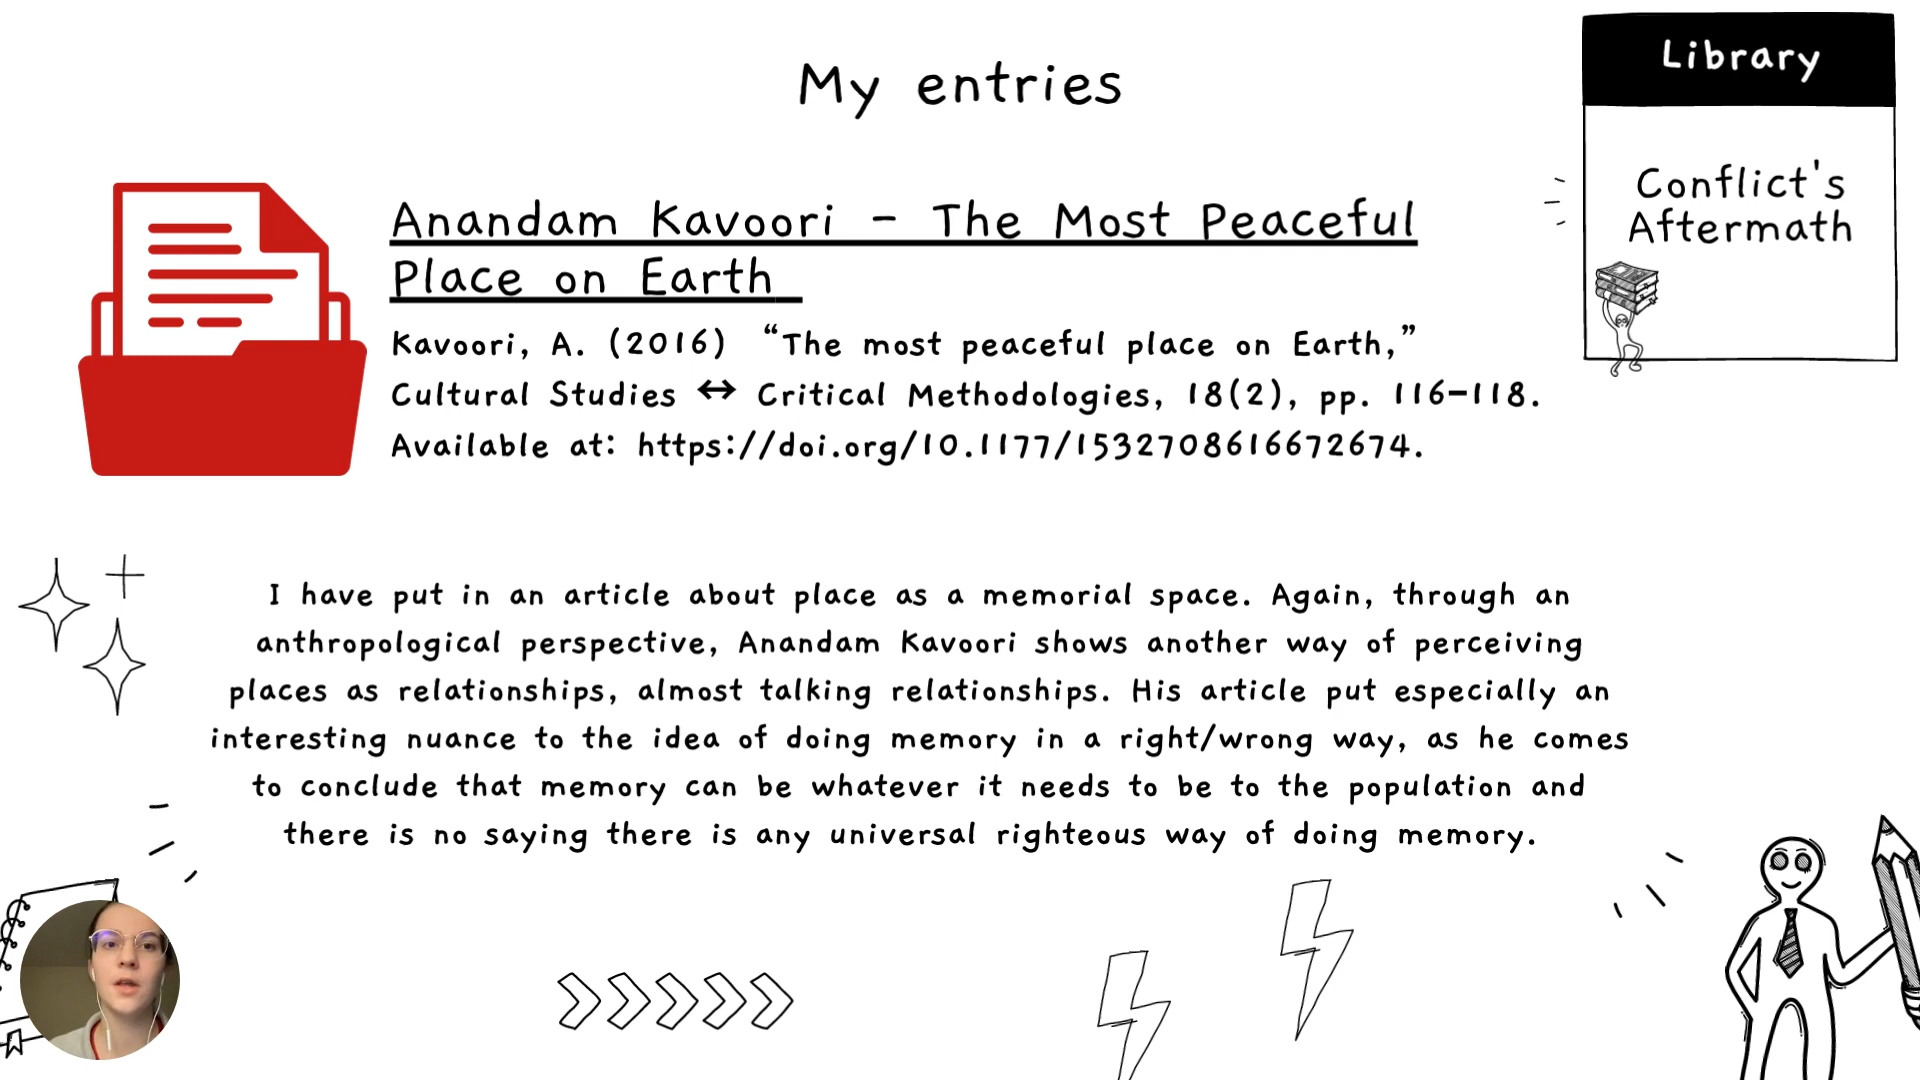 My entries
Library
Conflict's
Aftermath
Anandam Kavoori - The Most Peaceful
Place on Earth
Kavoori, A. (2016) “The most peaceful place on Earth,”
Cultural Studies ↔ Critical Methodologies, 18(2), pp. 116–118.
Available at: https://doi.org/10.1177/1532708616672674.
I have put in an article about place as a memorial space. Again, through an
anthropological perspective, Anandam Kavoori shows another way of perceiving
places as relationships, almost talking relationships. His article put especially an
interesting nuance to the idea of doing memory in a right/wrong way, as he comes
to conclude that memory can be whatever it needs to be to the population and
there is no saying there is any universal righteous way of doing memory.